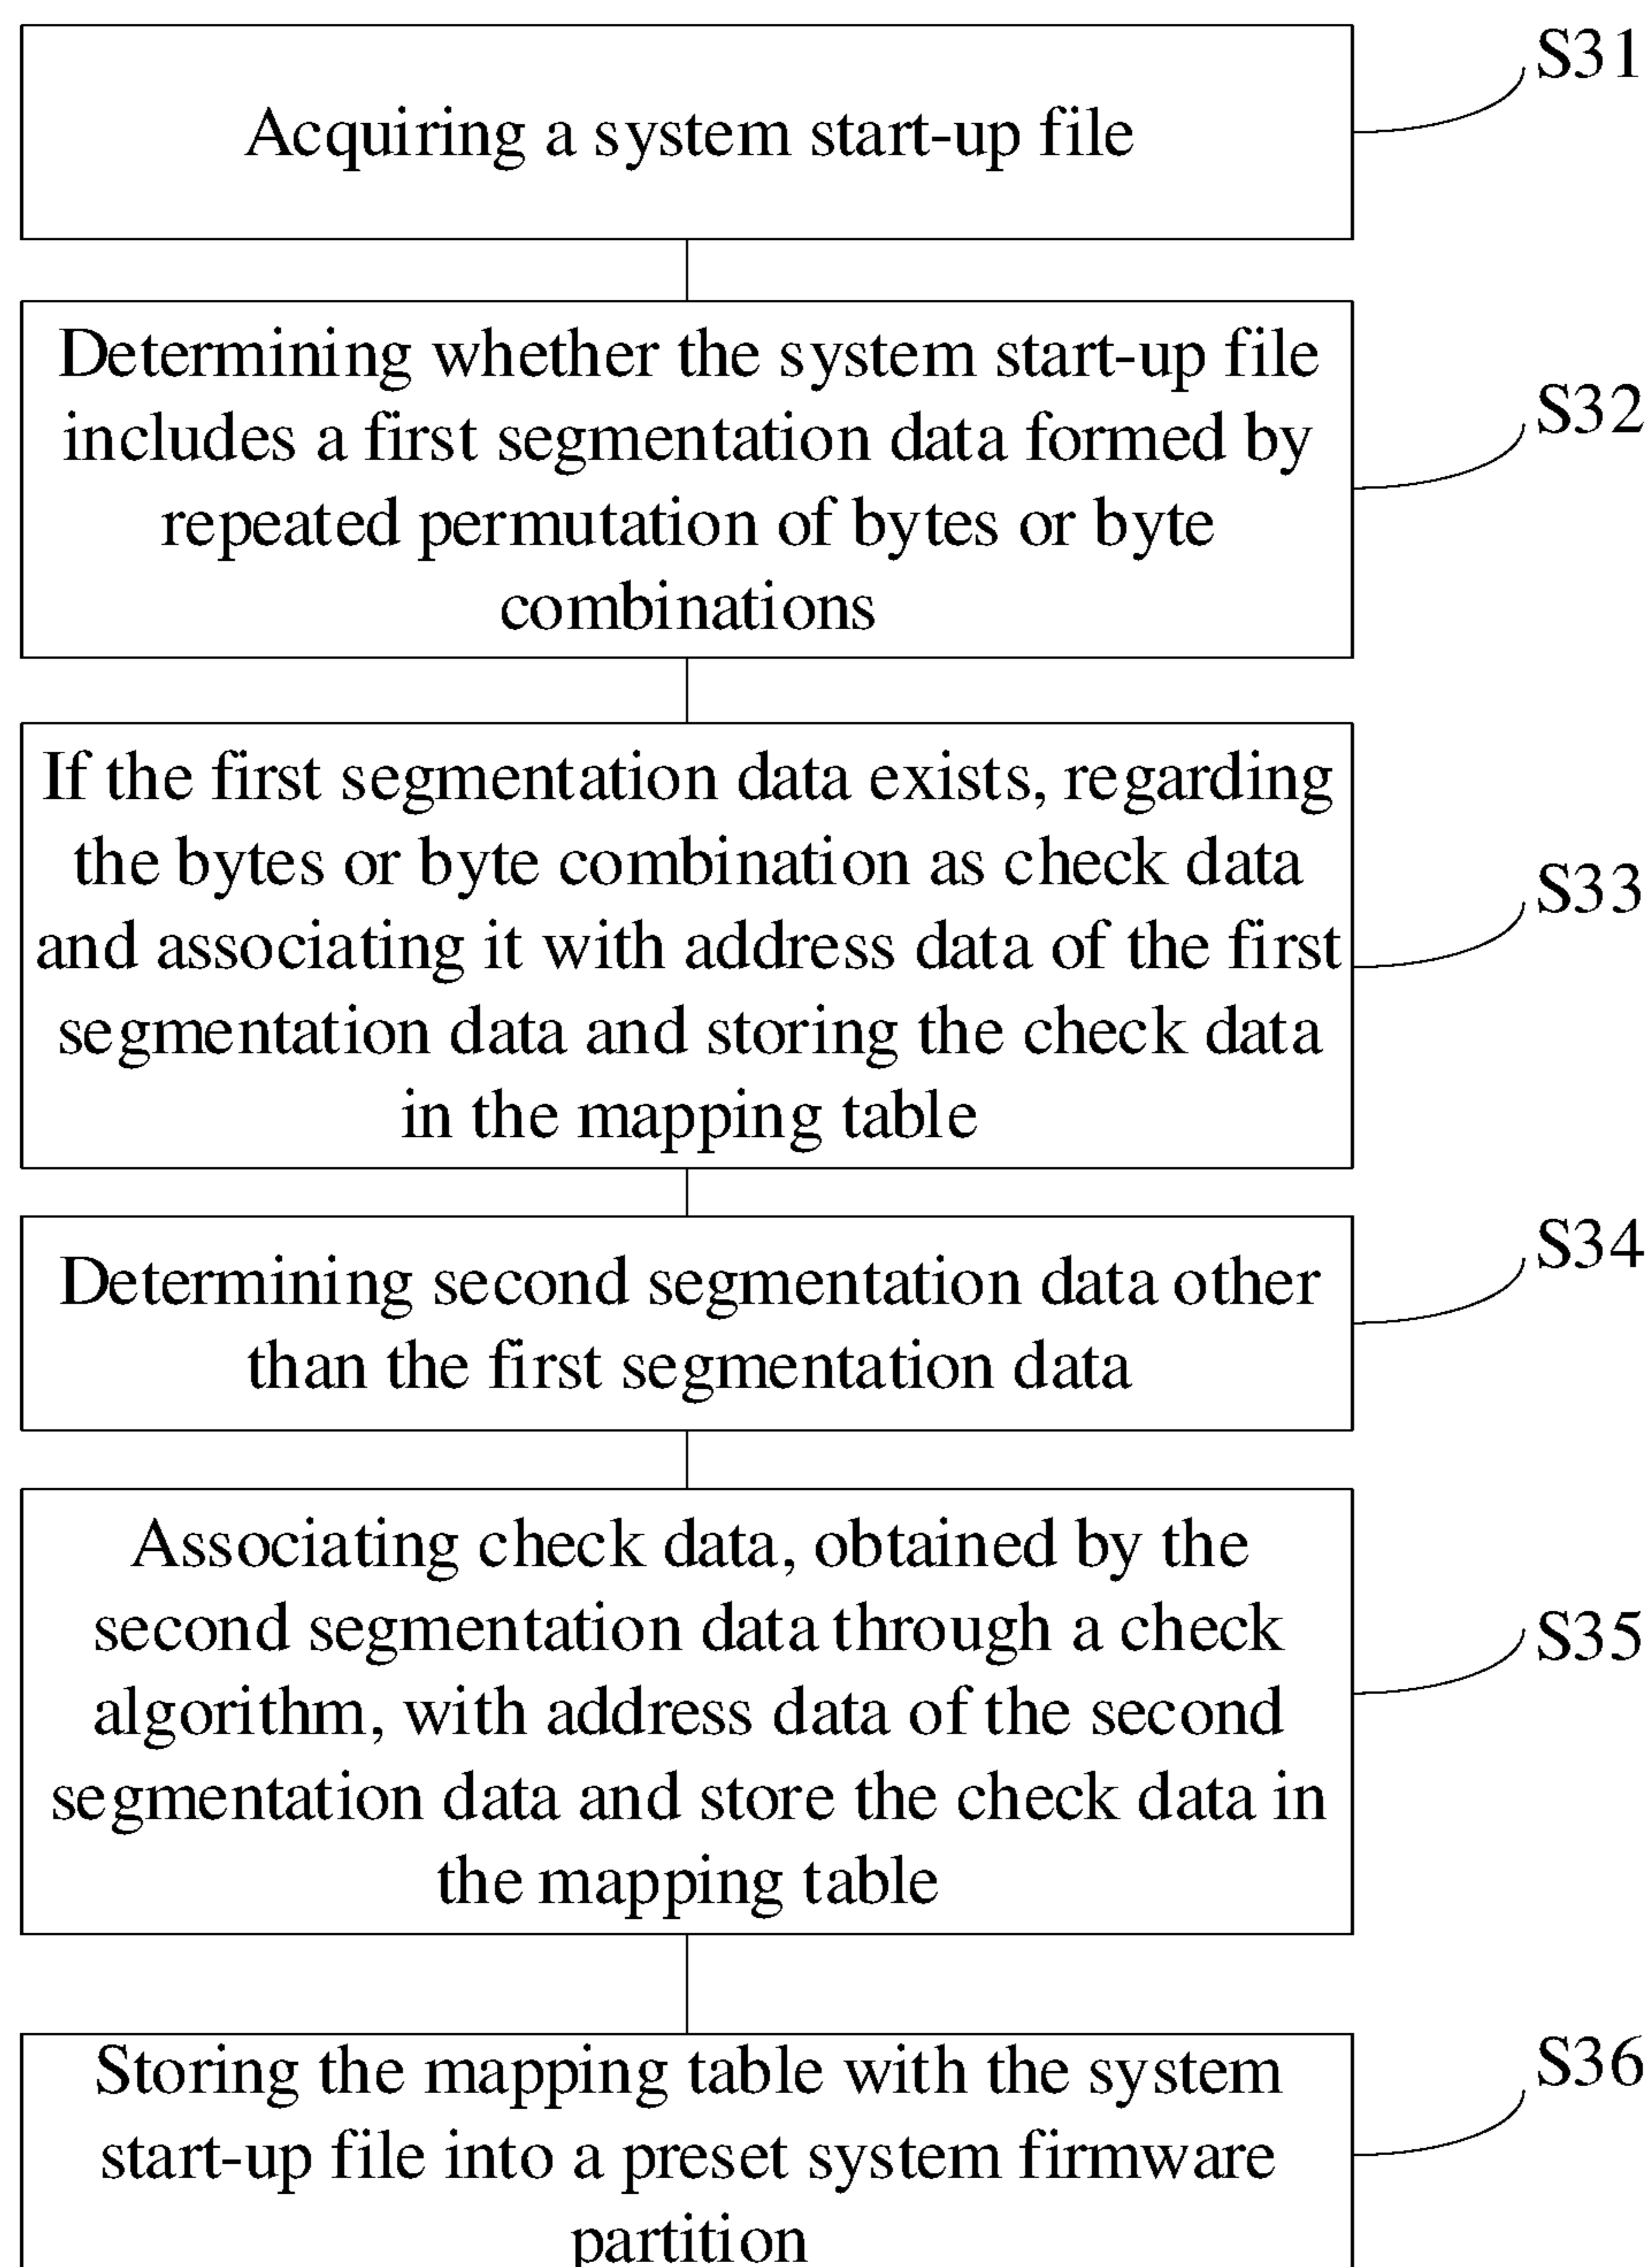 Acquiring a system start-up file
S31
Determining whether the system start-up file
includes a first segmentation data formed by
repeated permutation of bytes or byte
combinations
S32
If the first segmentation data exists, regarding
the bytes or byte combination as check data
and associating it with address data of the first
segmentation data and storing the check data
in the mapping table
S33
Determining second segmentation data other
than the first segmentation data
S34
Associating check data, obtained by the
second segmentation data through a check
algorithm, with address data of the second
segmentation data and store the check data in
the mapping table
S35
Storing the mapping table with the system
start-up file into a preset system firmware
partition
S36